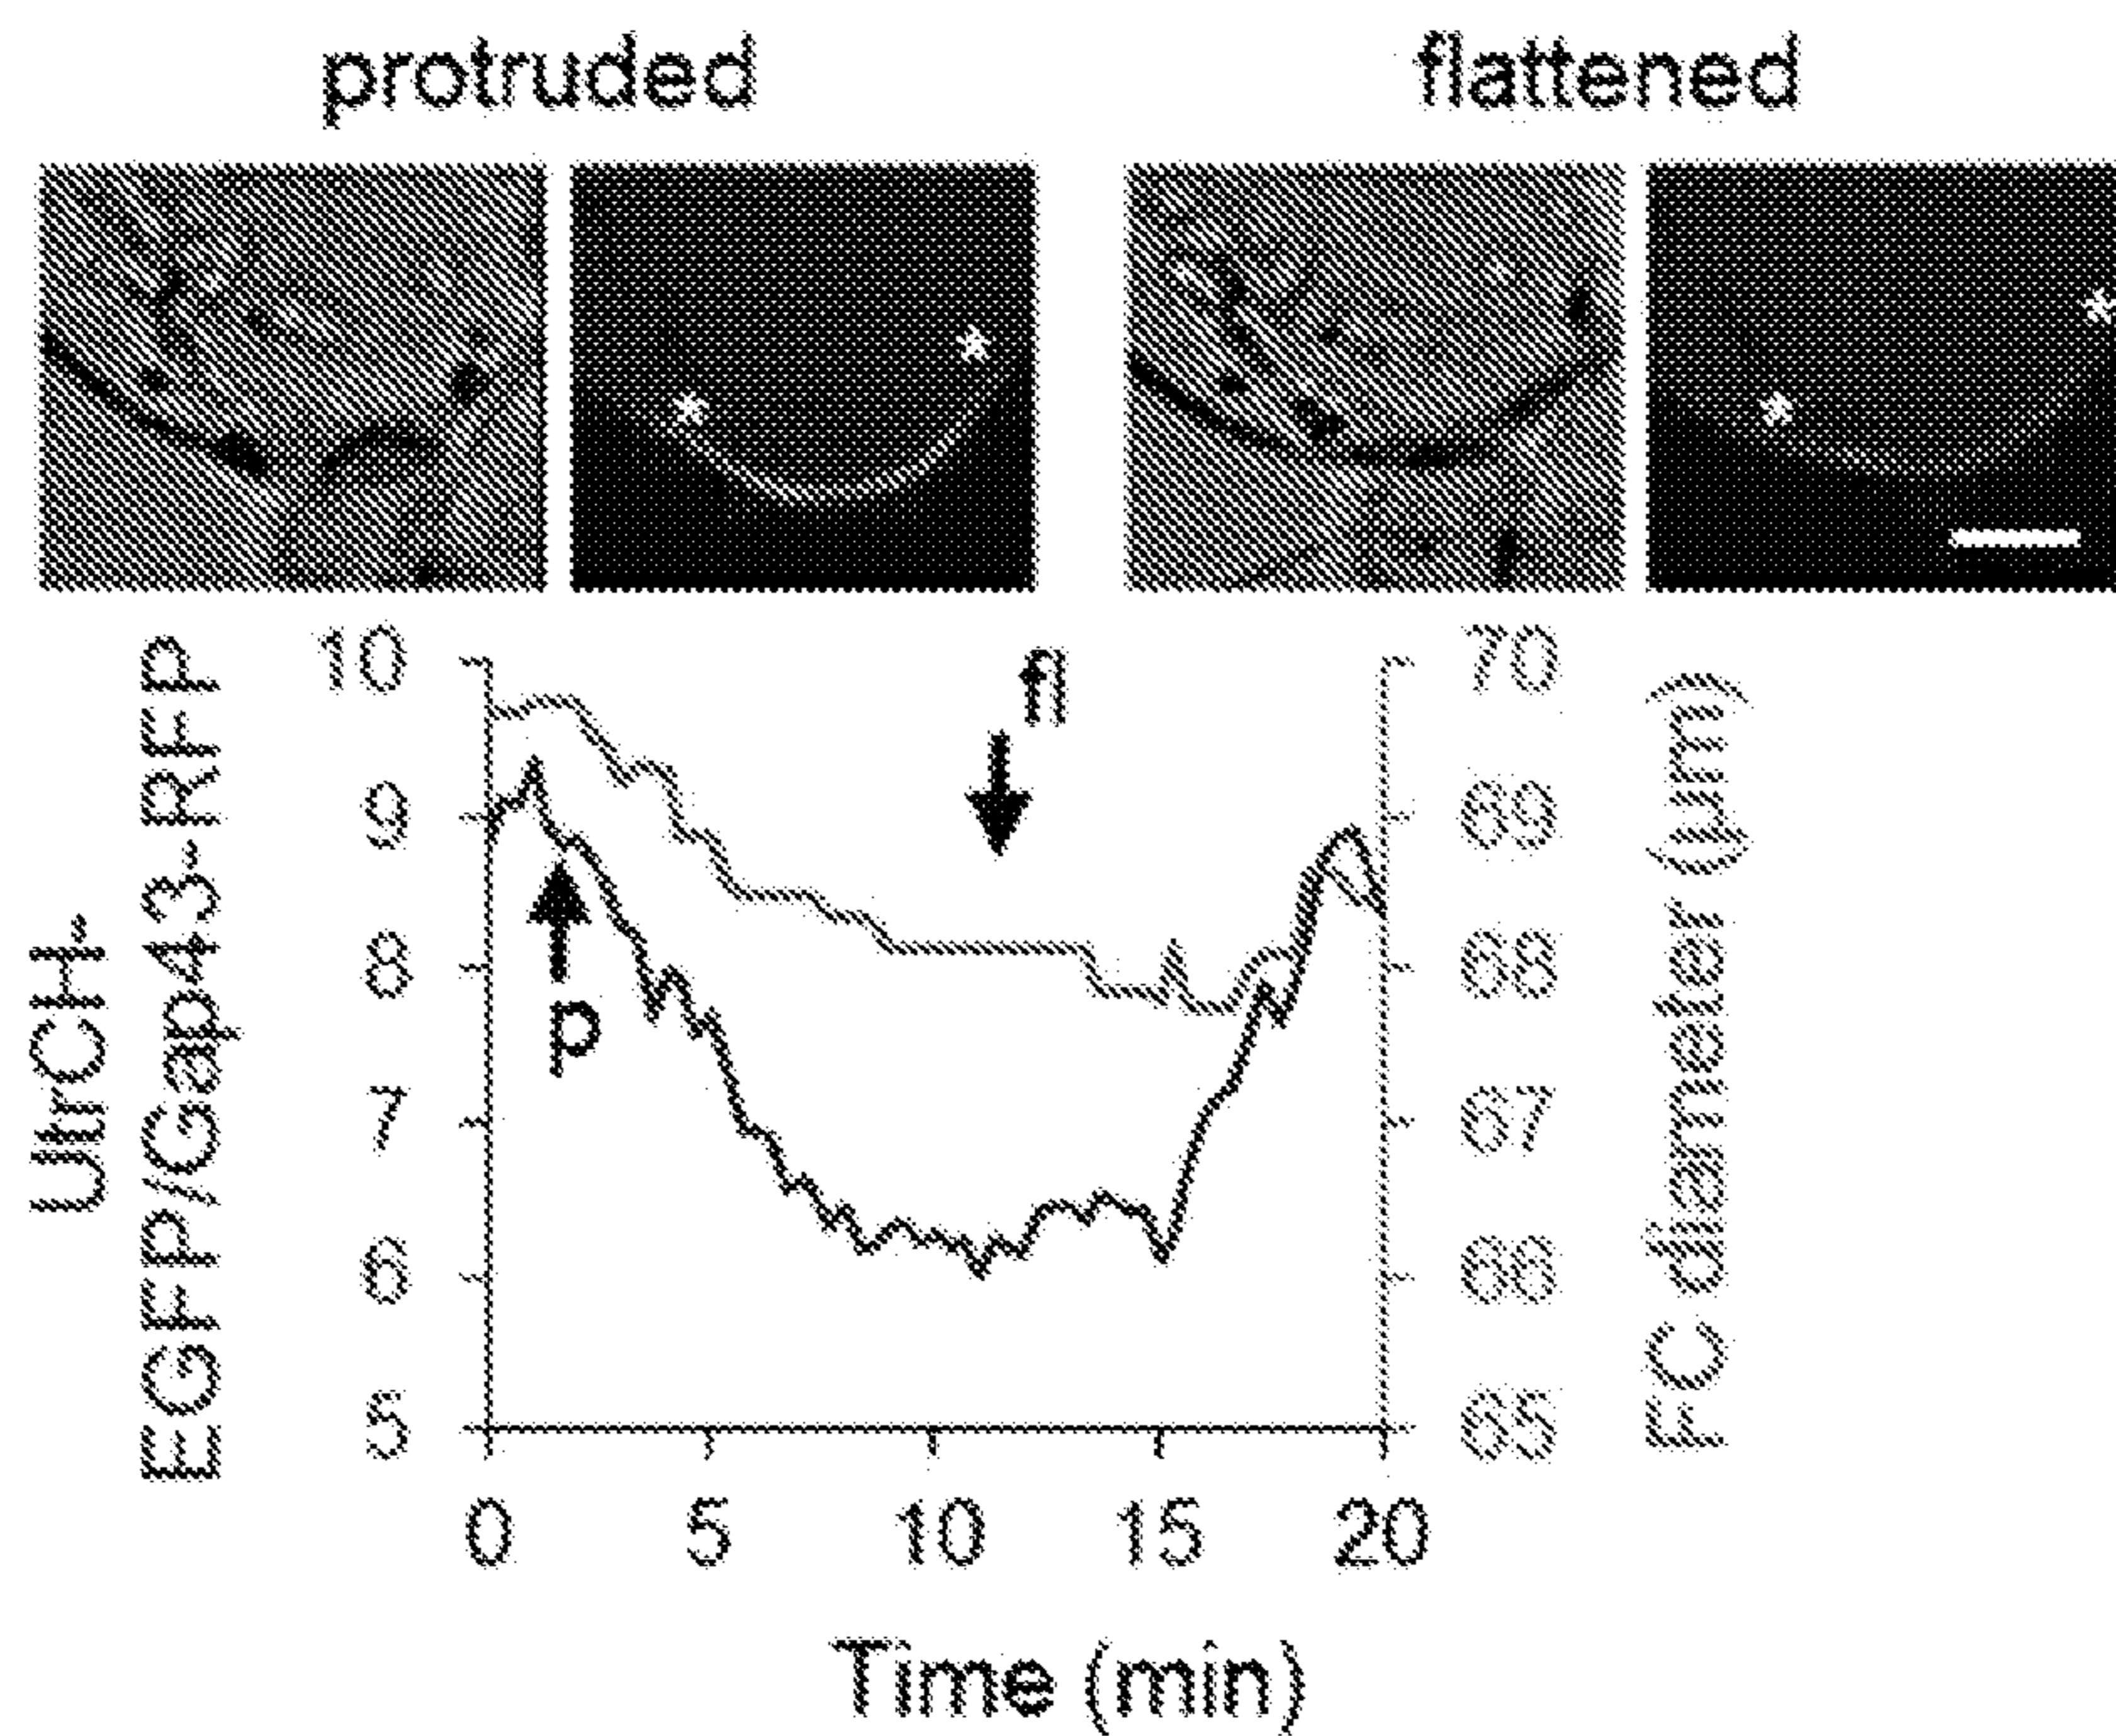 protruded
flattened
UtrCH-
EGFP/Gap43-RFP
10
9
8
7
6
5
fl
p
70
69
68
67
66
65
FC diameter (µm)
0 5 10 15 20
Time (min)